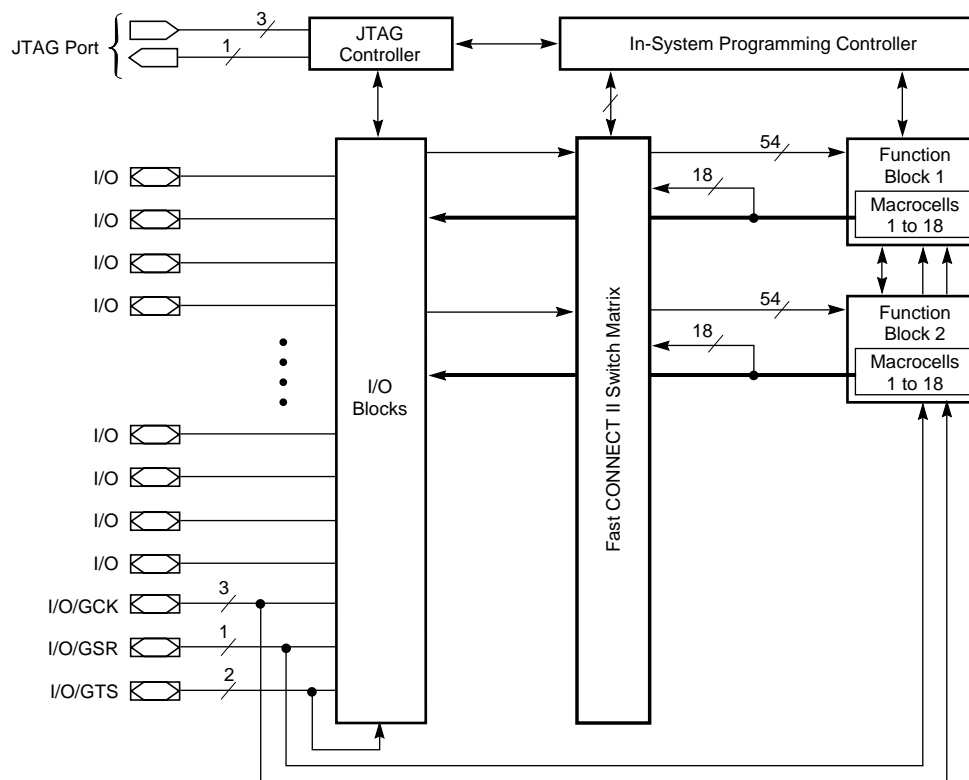 JTAG Port
3
1
JTAG
Controller
In-System Programming Controller
I/O
I/O
I/O
I/O
I/O
I/O
I/O
I/O
I/O/GCK
3
I/O/GSR
1
I/O/GTS
2
I/O
Blocks
Fast CONNECT II Switch Matrix
54
18
Function
Block 1
Macrocells
1 to 18
54
18
Function
Block 2
Macrocells
1 to 18